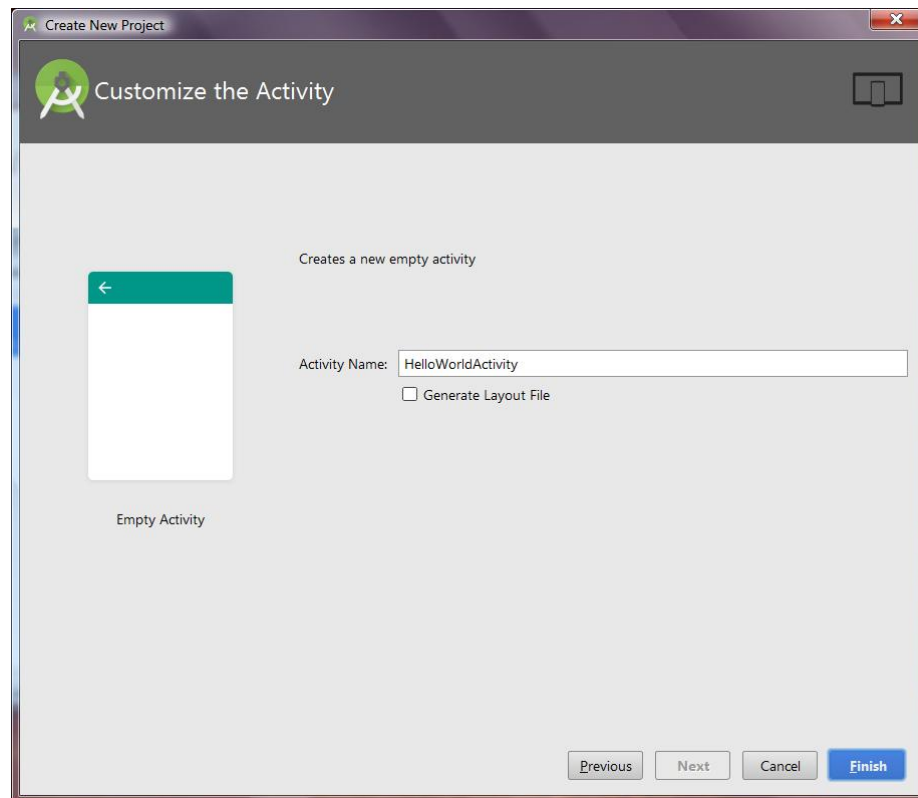 Create New Project
Customize the Activity
Creates a new empty activity
Activity Name: HelloWorldActivity
Generate Layout File
Empty Activity
Previous Next Cancel Finish